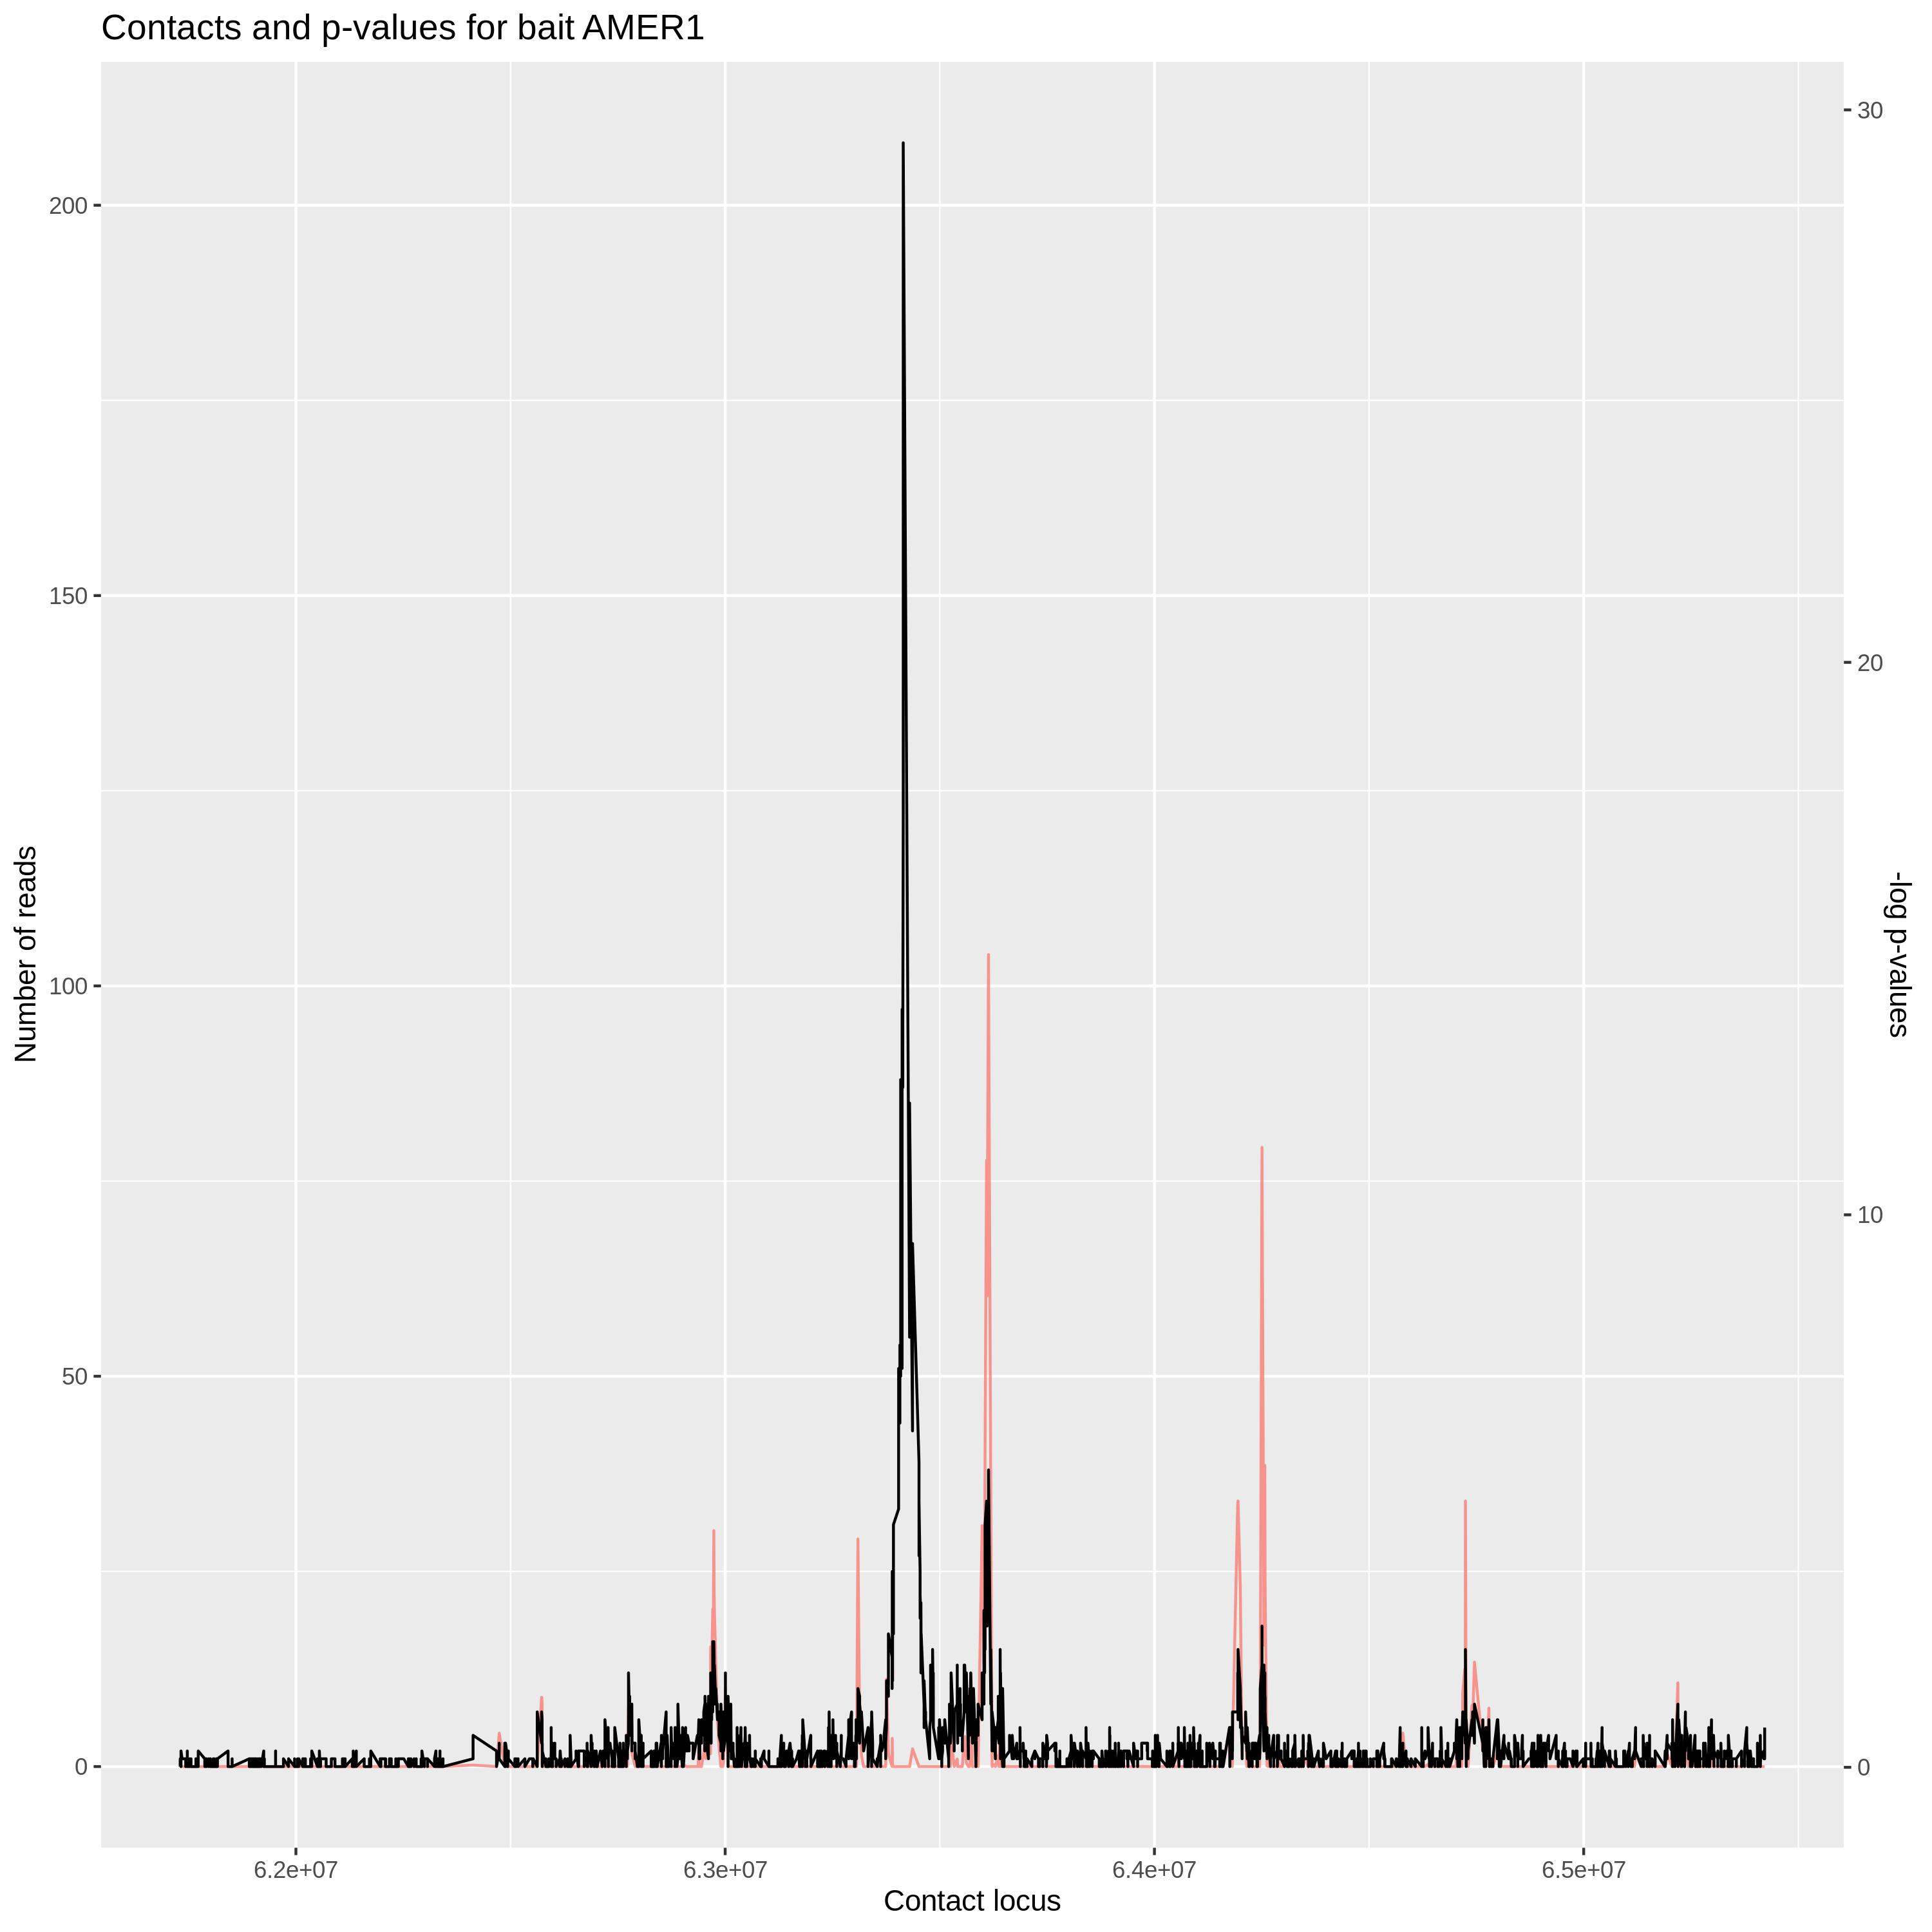 Contacts and p-values for bait AMER1
Number of reads
200
150
100
50
0
30
20
10
0
-log p-values
6.2e+07
6.3e+07
6.4e+07
6.5e+07
Contact locus